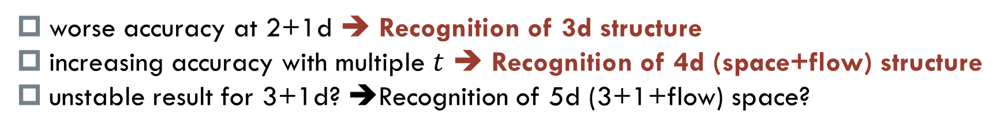 worse accuracy at 2+1d ➔ Recognition of 3d structure
increasing accuracy with multiple t ➔ Recognition of 4d (space+flow) structure
unstable result for 3+1d? ➔Recognition of 5d (3+1+flow) space?